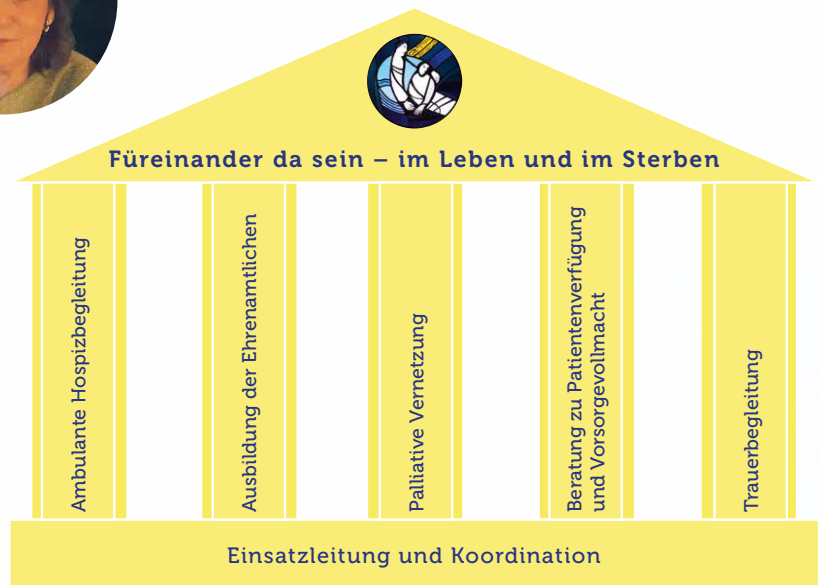 Füreinander da sein – im Leben und im Sterben
Ambulante Hospizbegleitung
Ausbildung der Ehrenamtlichen
Palliative Vernetzung
Beratung zu Patientenverfügung
und Vorsorgevollmacht
Trauerbegleitung
Einsatzleitung und Koordination